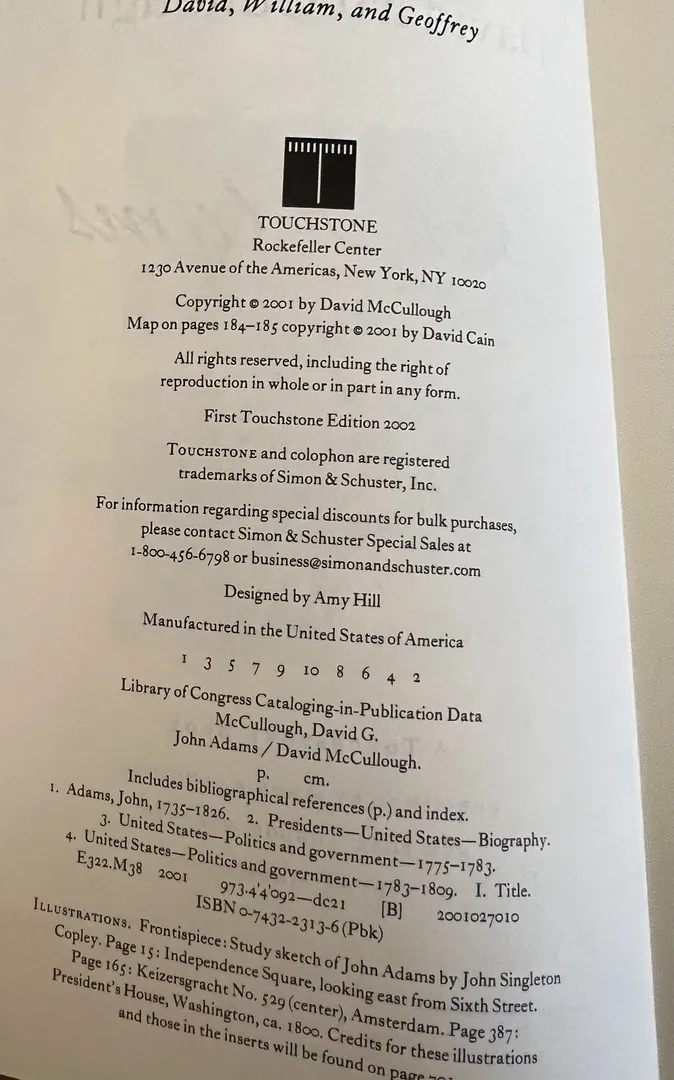 David, William, and Geoffrey
TOUCHSTONE
Rockefeller Center
1230 Avenue of the Americas, New York, NY 10020
Copyright © 2001 by David McCullough
Map on pages 184–185 copyright © 2001 by David Cain
All rights reserved, including the right of
reproduction in whole or in part in any form.
First Touchstone Edition 2002
TOUCHSTONE and colophon are registered
trademarks of Simon & Schuster, Inc.
For information regarding special discounts for bulk purchases,
please contact Simon & Schuster Special Sales at
1-800-456-6798 or business@simonandschuster.com
Designed by Amy Hill
Manufactured in the United States of America
1 3 5 7 9 10 8 6 4 2
Library of Congress Cataloging-in-Publication Data
McCullough, David G.
John Adams / David McCullough.
p. cm.
Includes bibliographical references (p.) and index.
1. Adams, John, 1735–1826. 2. Presidents—United States—Biography.
3. United States—Politics and government—1775–1783.
4. United States—Politics and government—1783–1809. I. Title.
E322.M38 2001
973.4'4'092—dc21 [B] 2001027010
ISBN 0-7432-2313-6 (Pbk)
ILLUSTRATIONS. Frontispiece: Study sketch of John Adams by John Singleton
Copley. Page 15: Independence Square, looking east from Sixth Street.
Page 165: Keizersgracht No. 529 (center), Amsterdam. Page 387:
President's House, Washington, ca. 1800. Credits for these illustrations
and those in the inserts will be found on page